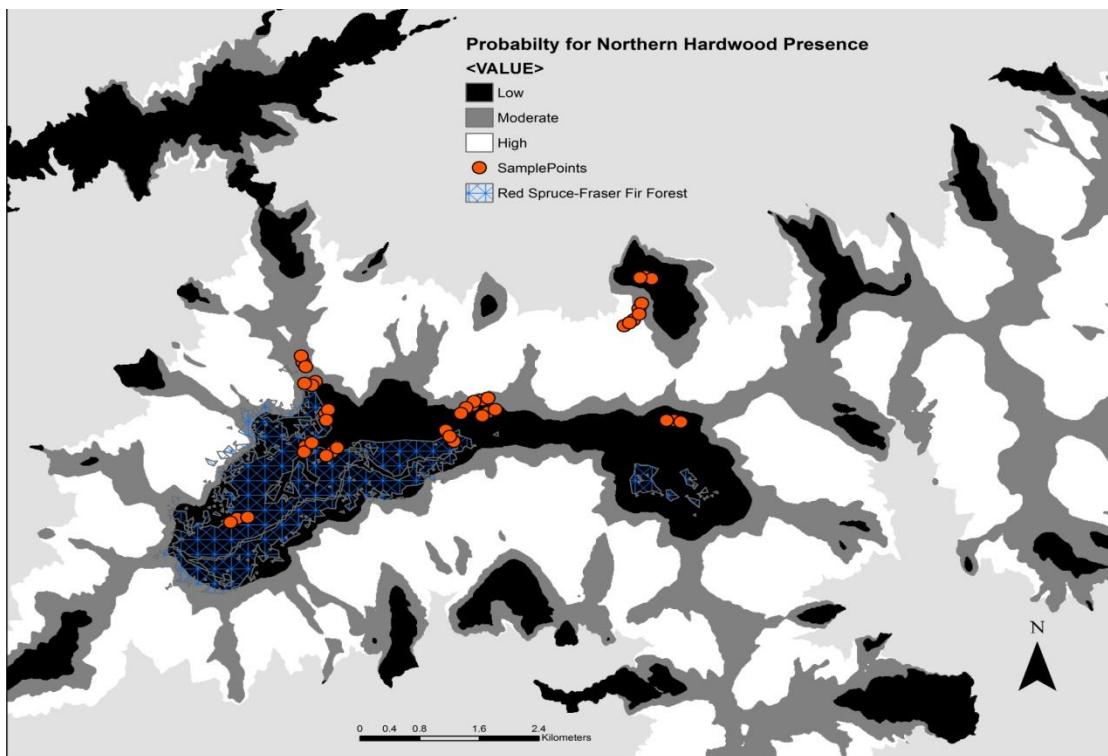 Probabilty for Northern Hardwood Presence
<VALUE>
Low
Moderate
High
SamplePoints
Red Spruce-Fraser Fir Forest
N
0 0.4 0.8 1.6 2.4
Kilometers